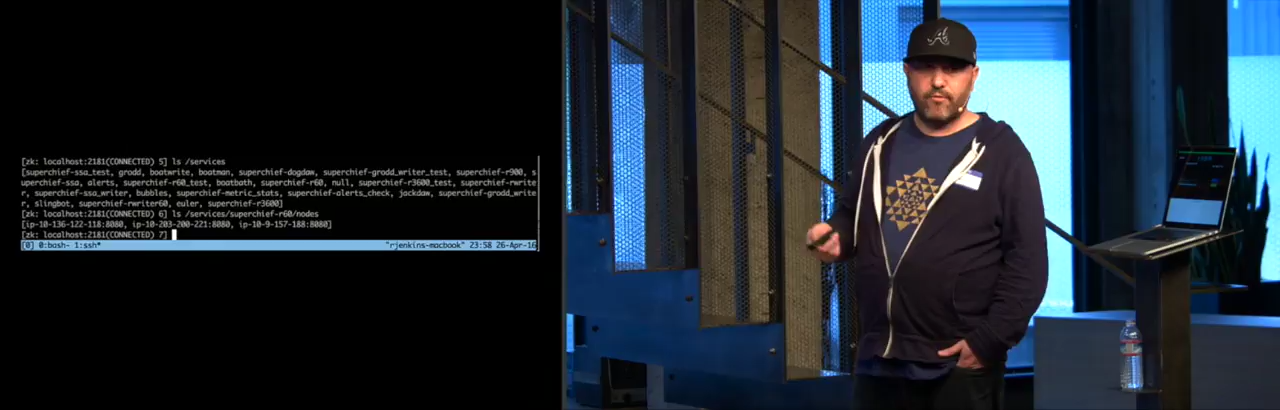 [zk: localhost:2181(CONNECTED) 5] ls /services
[superchief-ssa_test, grodd, boatwrite, boatman, superchief-dogdaw, superchief-grodd_writer_test, superchief-r900, s
uperchief-ssa, alerts, superchief-r60_test, boatbath, superchief-r60, null, superchief-r3600_test, superchief-rwrite
r, superchief-ssa_writer, bubbles, superchief-metric_stats, superchief-alerts_check, jackdaw, superchief-grodd_write
r, slingbot, superchief-rwriter60, euler, superchief-r3600]
[zk: localhost:2181(CONNECTED) 6] ls /services/superchief-r60/nodes
[ip-10-136-122-118:8080, ip-10-203-200-221:8080, ip-10-9-157-188:8080]
[zk: localhost:2181(CONNECTED) 7]
[0] 0:bash- 1:ssh* "rjenkins-macbook" 23:58 26-Apr-16
A